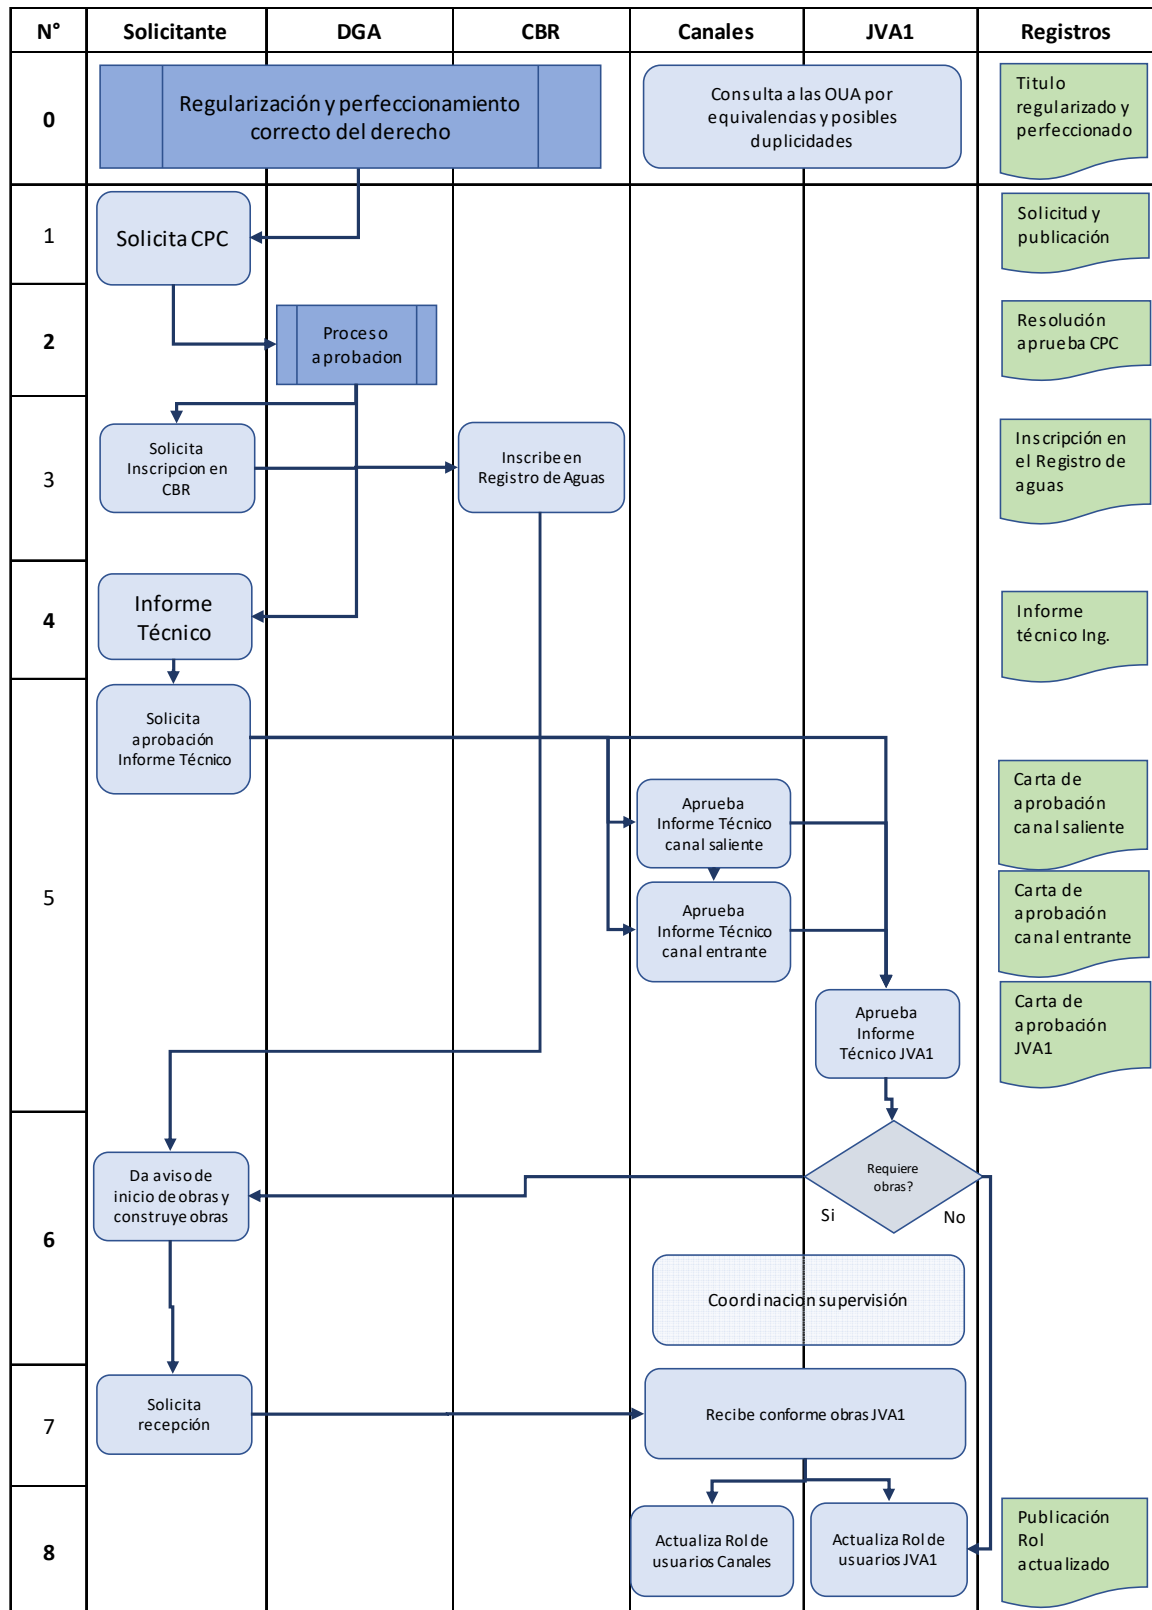 N° Solicitante DGA CBR Canales JVA1 Registros
0
Regularización y perfeccionamiento
correcto del derecho
Consulta a las OUA por
equivalencias y posibles
duplicidades
Titulo
regularizado y
perfeccionado
1
Solicita CPC
Solicitud y
publicación
2
Proceso
aprobacion
Resolución
aprueba CPC
3
Solicita
Inscripcion en
CBR
Inscribe en
Registro de Aguas
Inscripción en
el Registro de
aguas
4
Informe
Técnico
Informe
técnico Ing.
5
Solicita
aprobación
Informe Técnico
Aprueba
Informe Técnico
canal saliente
Carta de
aprobación
canal saliente
Aprueba
Informe Técnico
canal entrante
Carta de
aprobación
canal entrante
Aprueba
Informe
Técnico JVA1
Carta de
aprobación
JVA1
6
Da aviso de
inicio de obras y
construye obras
Requiere
obras?
Si
No
Coordinacion supervisión
7
Solicita
recepción
Recibe conforme obras JVA1
8
Actualiza Rol de
usuarios Canales
Actualiza Rol de
usuarios JVA1
Publicación
Rol
actualizado